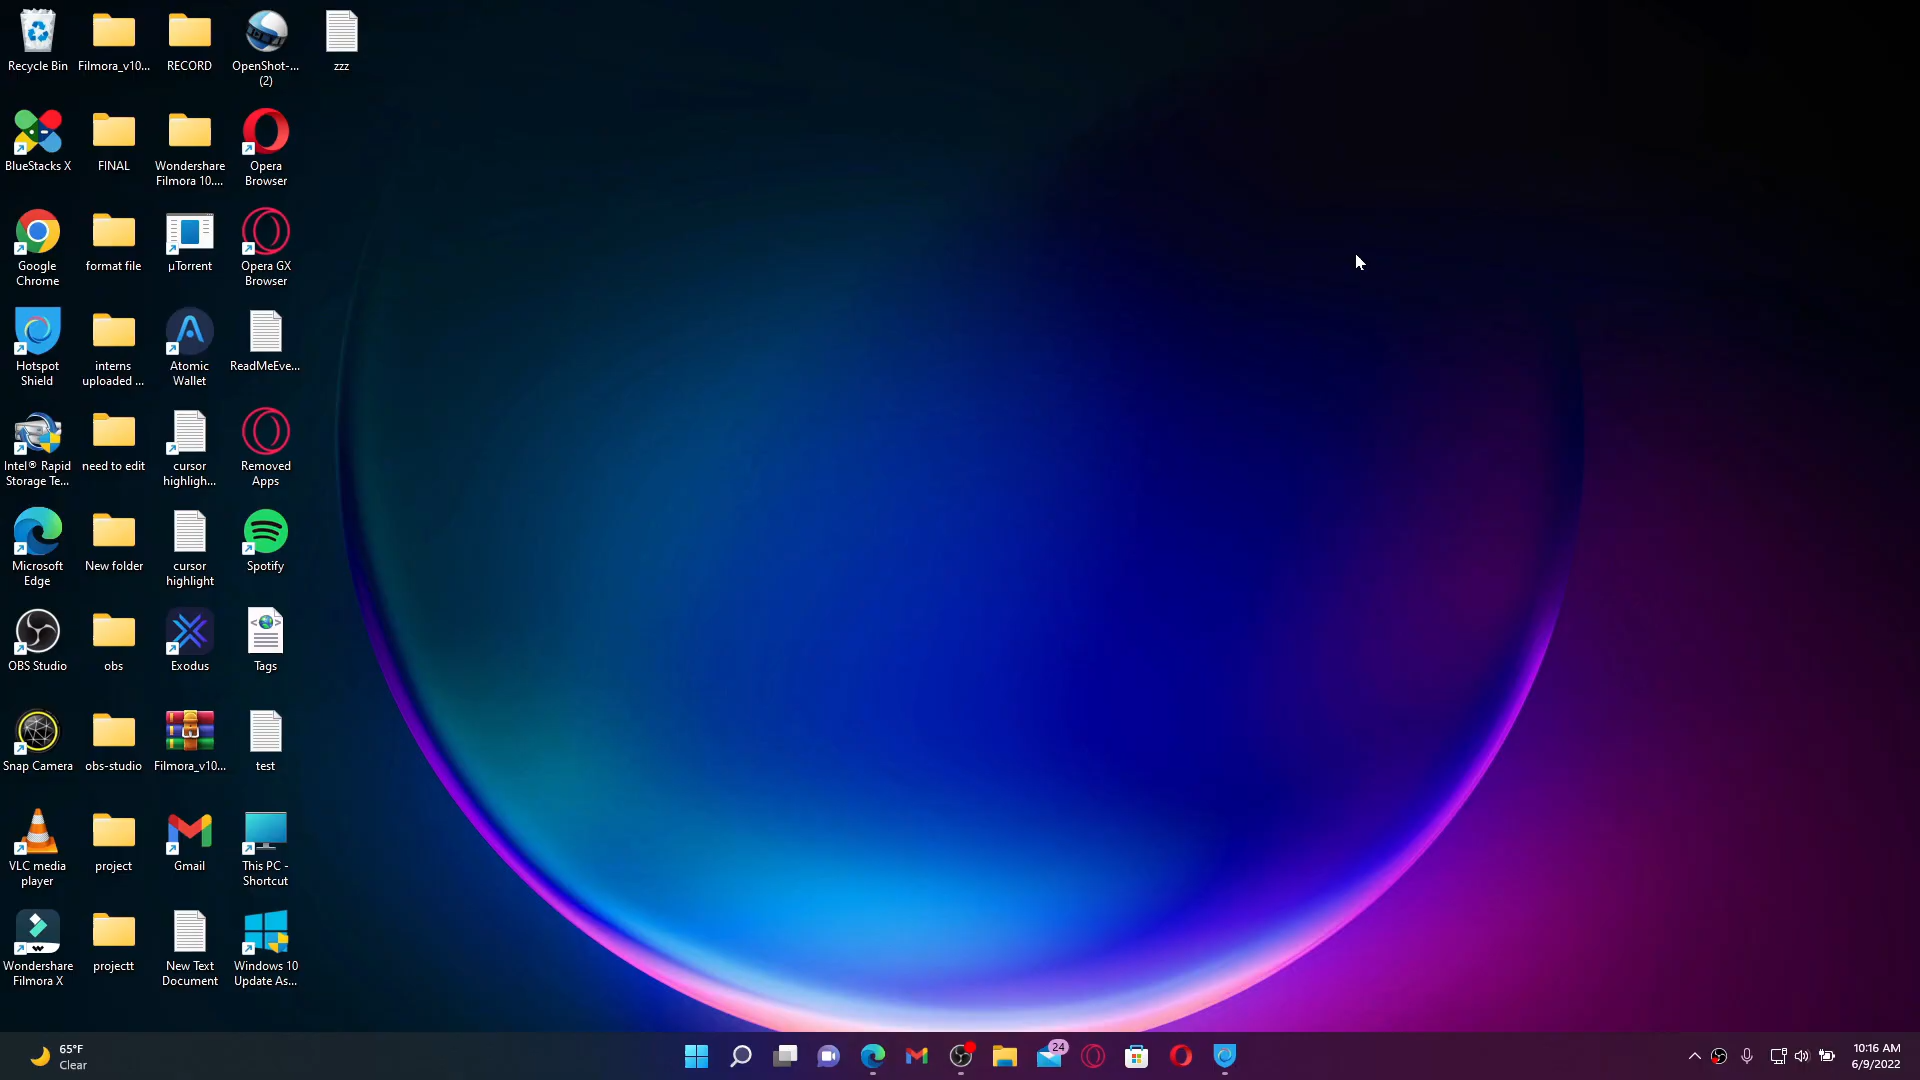 Recycle Bin
Filmora_v10...
RECORD
OpenShot-...
(2)
zzz
BlueStacks X
FINAL
Wondershare
Filmora 10....
Opera
Browser
Google
Chrome
format file
µTorrent
Opera GX
Browser
Hotspot
Shield
interns
uploaded ...
Atomic
Wallet
ReadMeEve...
Intel® Rapid
Storage Te...
need to edit
cursor
highligh...
Removed
Apps
Microsoft
Edge
New folder
cursor
highlight
Spotify
OBS Studio
obs
Exodus
Tags
Snap Camera
obs-studio
Filmora_v10...
test
VLC media
player
project
Gmail
This PC -
Shortcut
Wondershare
Filmora X
projectt
New Text
Document
Windows 10
Update As...
65°F
Clear
24
10:16 AM
6/9/2022